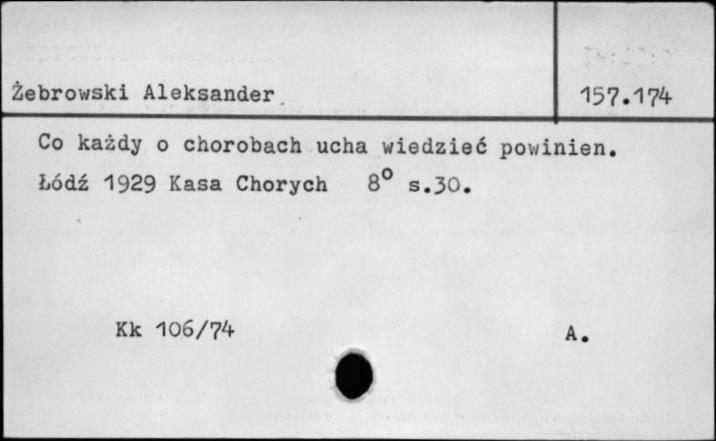 Żebrowski Aleksander 157.174
Co każdy o chorobach ucha wiedzieć powinien.
Łódź 1929 Kasa Chorych 8° s.30.
Kk 106/74 A.